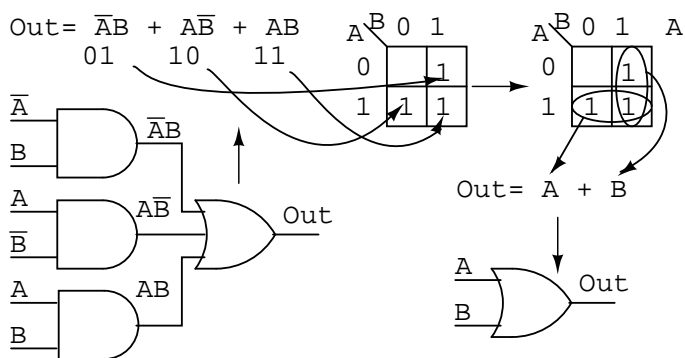 Out= A̅B + AB̅ + AB
01 10 11
A B 0 1
0 1
1 1 1
A B 0 1 A
0 1
1 1 1
A̅
B
A̅B
A
B̅
AB̅
A
B
AB
Out
Out= A + B
A
B
Out